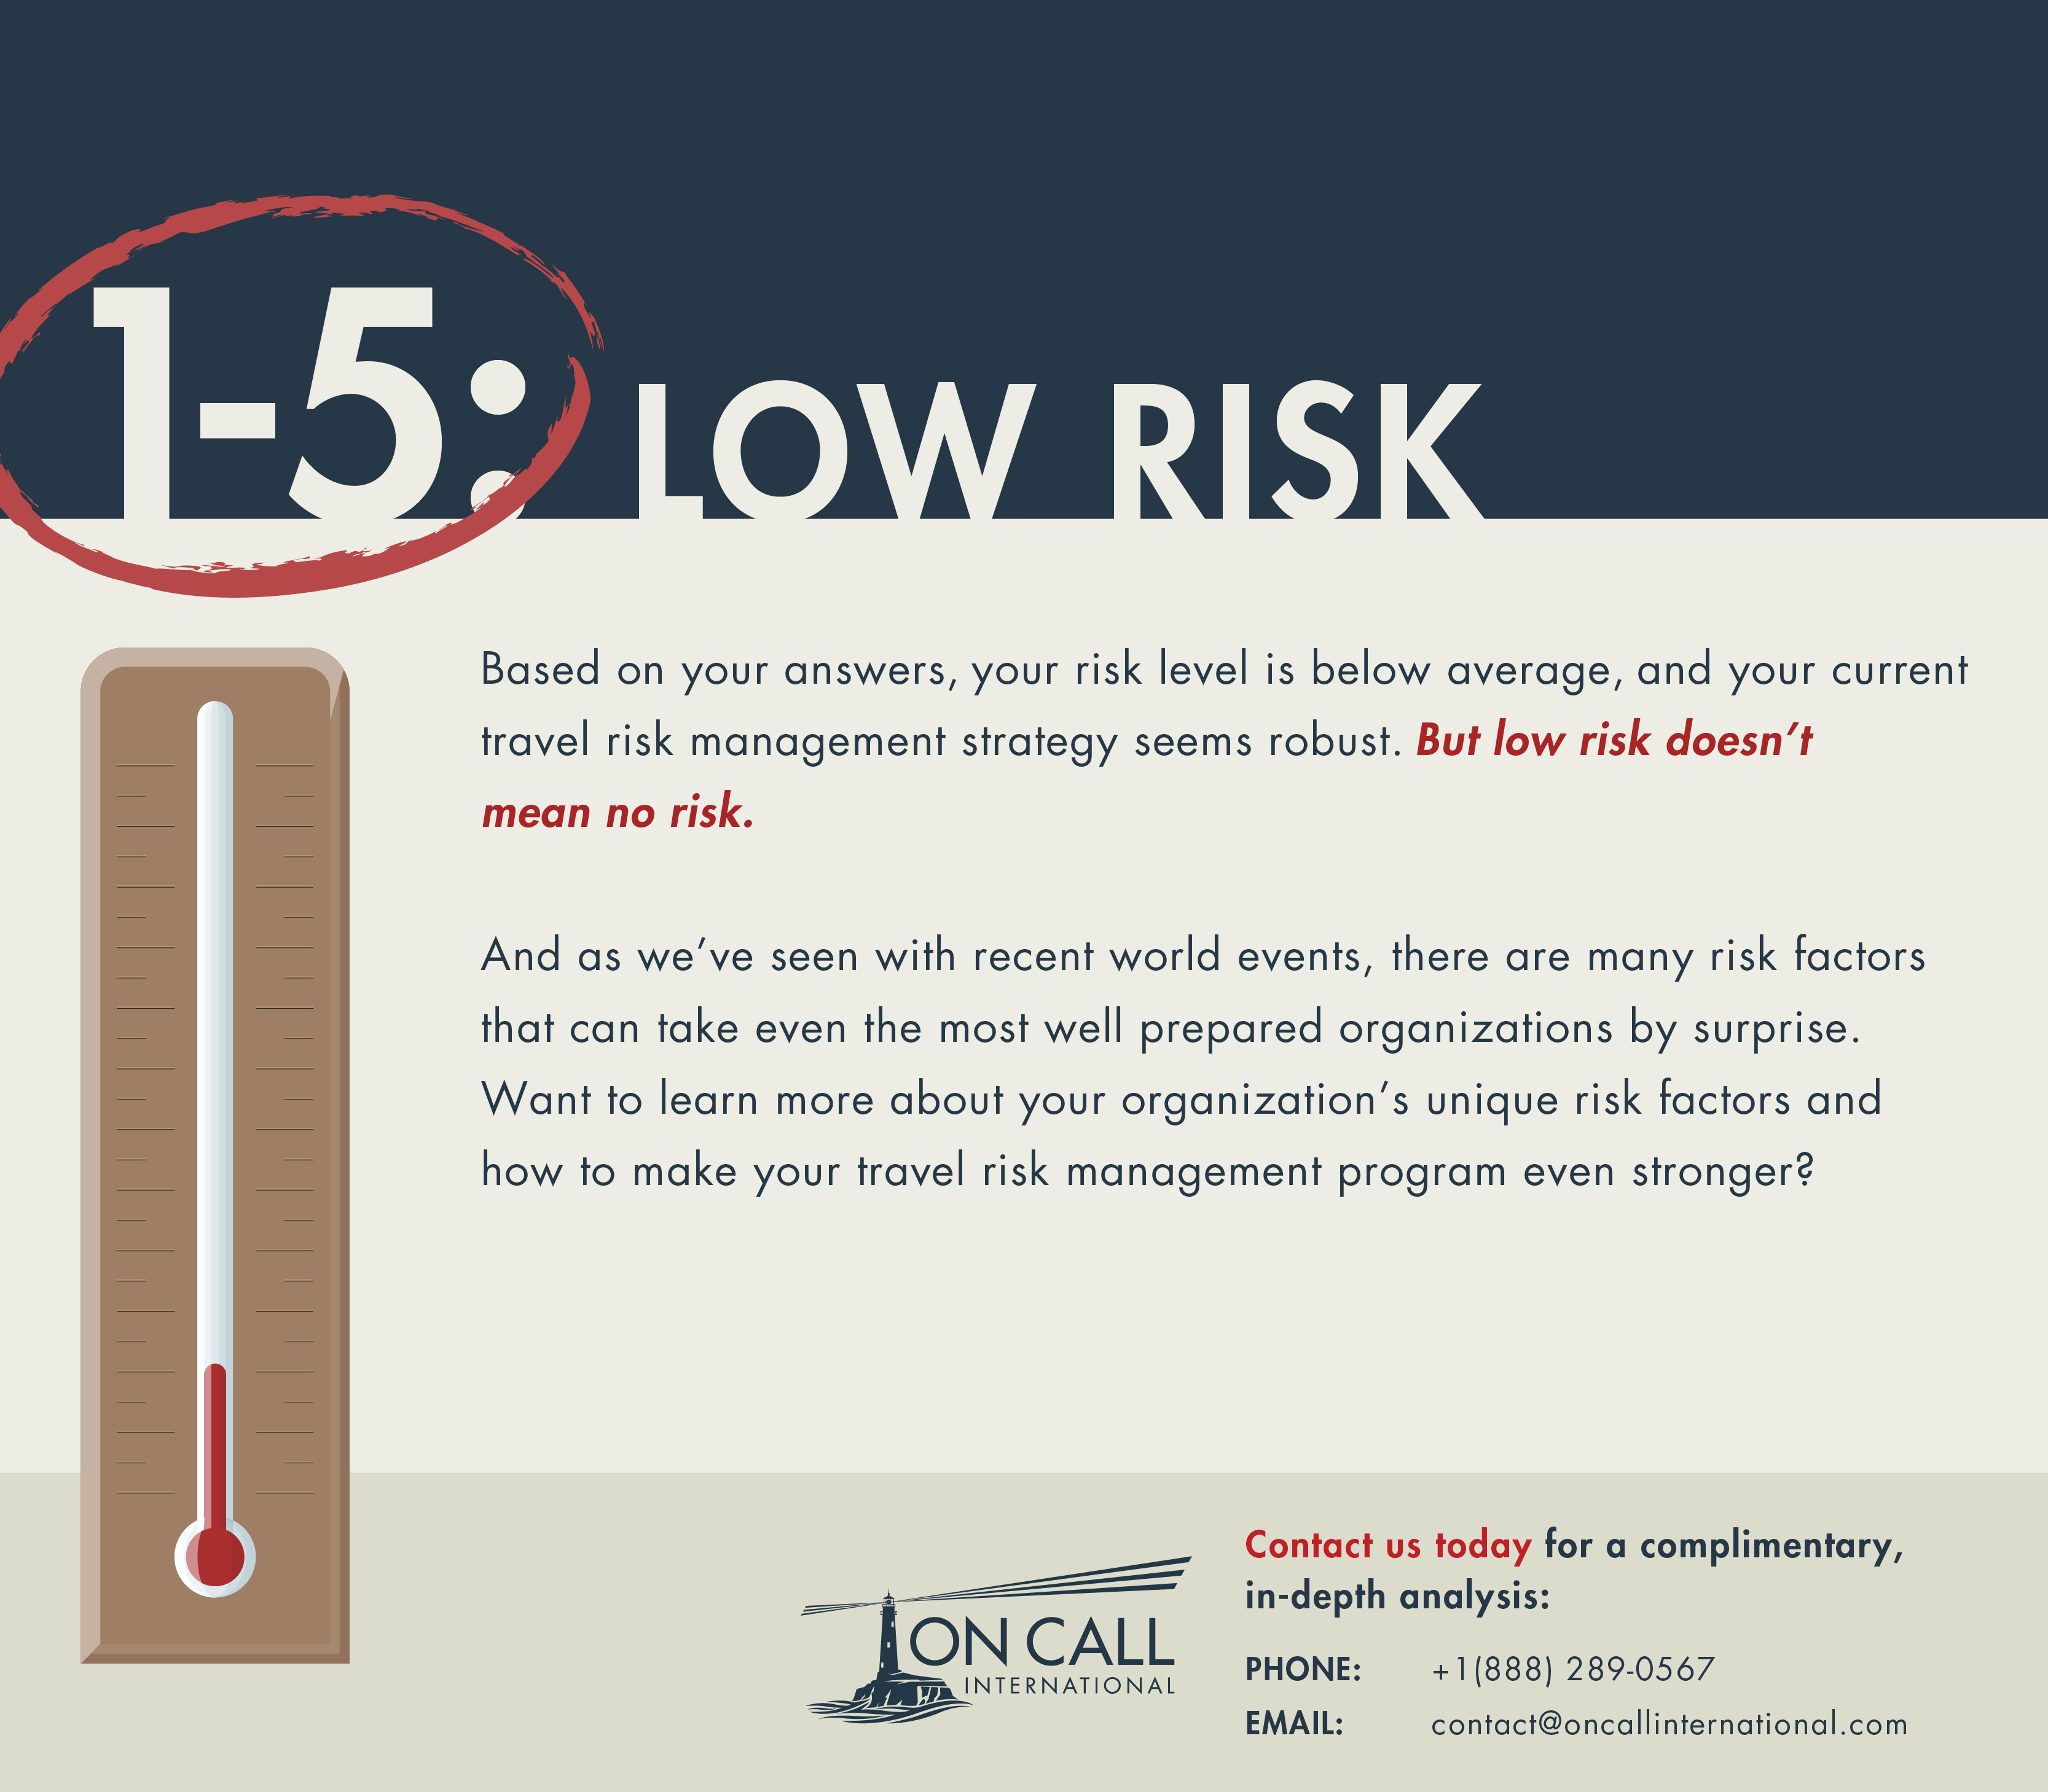 1-5: LOW RISK
Based on your answers, your risk level is below average, and your current
travel risk management strategy seems robust. But low risk doesn’t
mean no risk.
And as we’ve seen with recent world events, there are many risk factors
that can take even the most well prepared organizations by surprise.
Want to learn more about your organization’s unique risk factors and
how to make your travel risk management program even stronger?
ON CALL
INTERNATIONAL
Contact us today for a complimentary,
in-depth analysis:
PHONE: +1(888) 289-0567
EMAIL: contact@oncallinternational.com